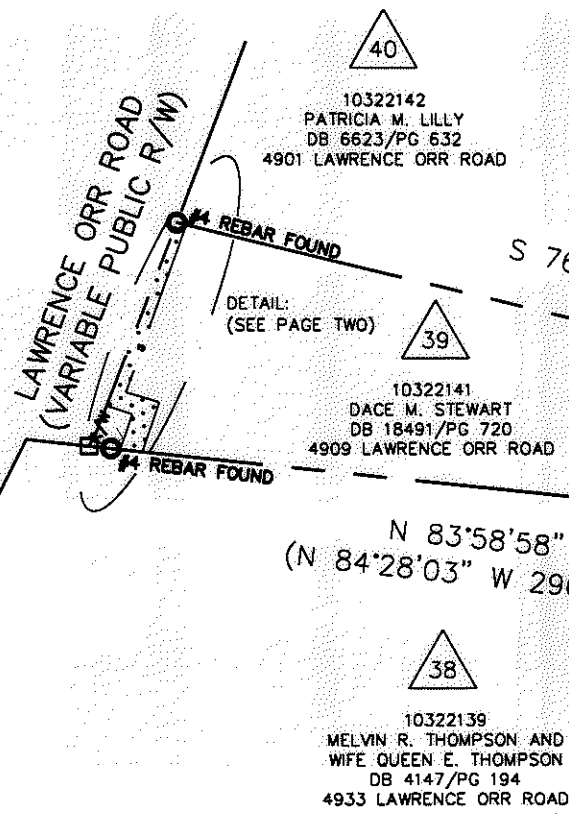 40
10322142
PATRICIA M. LILLY
DB 6623/PG 632
4901 LAWRENCE ORR ROAD
LAWRENCE ORR ROAD
(VARIABLE PUBLIC R/W)
#4 REBAR FOUND
S 76
DETAIL:
(SEE PAGE TWO)
39
10322141
DACE M. STEWART
DB 18491/PG 720
4909 LAWRENCE ORR ROAD
R/W
#4 REBAR FOUND
N 83°58'58"
(N 84°28'03" W 29
38
10322139
MELVIN R. THOMPSON AND
WIFE QUEEN E. THOMPSON
DB 4147/PG 194
4933 LAWRENCE ORR ROAD